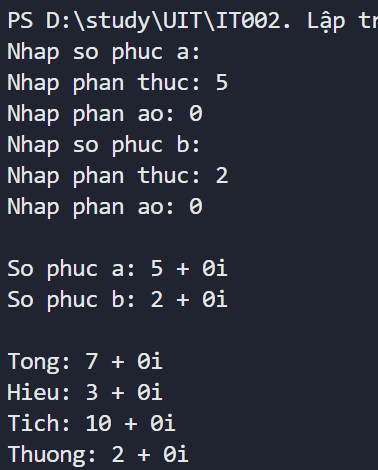 PS D:\study\UIT\IT002. Lập tr
Nhap so phuc a:
Nhap phan thuc: 5
Nhap phan ao: 0
Nhap so phuc b:
Nhap phan thuc: 2
Nhap phan ao: 0
So phuc a: 5 + 0i
So phuc b: 2 + 0i
Tong: 7 + 0i
Hieu: 3 + 0i
Tich: 10 + 0i
Thuong: 2 + 0i